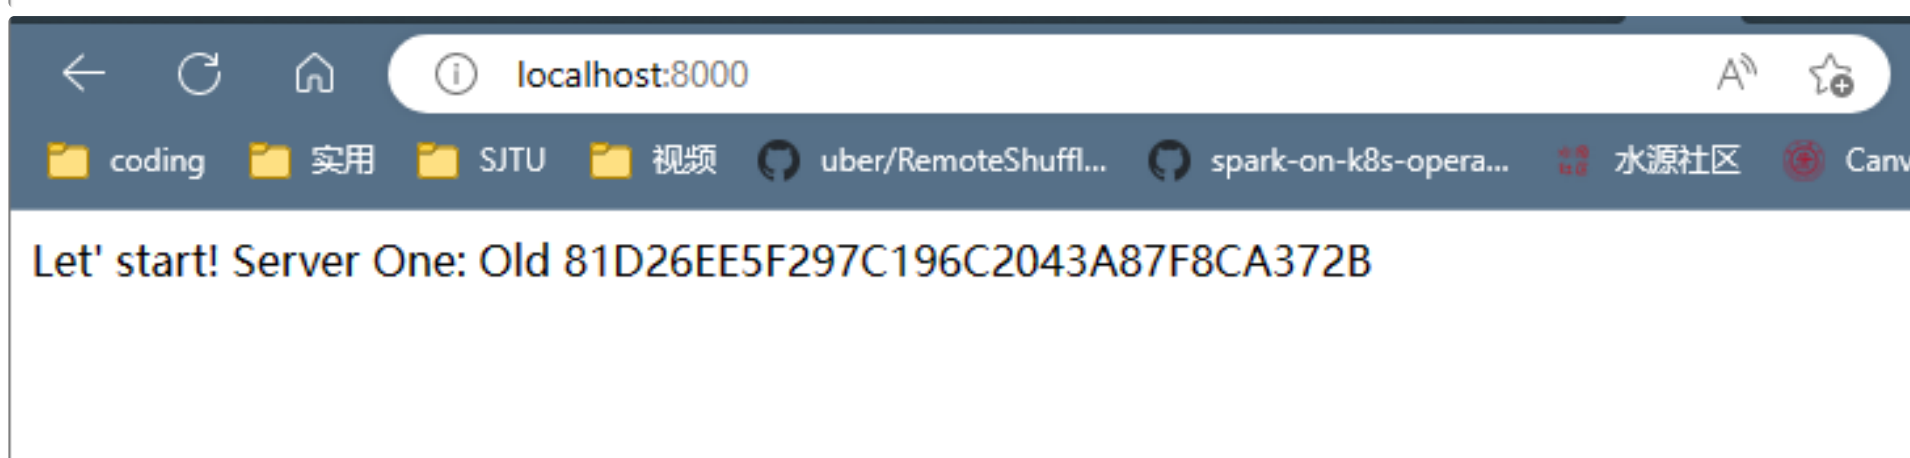 localhost:8000
coding 实用 SJTU 视频 uber/RemoteShuffl... spark-on-k8s-opera... 水源社区 Canv
Let' start! Server One: Old 81D26EE5F297C196C2043A87F8CA372B